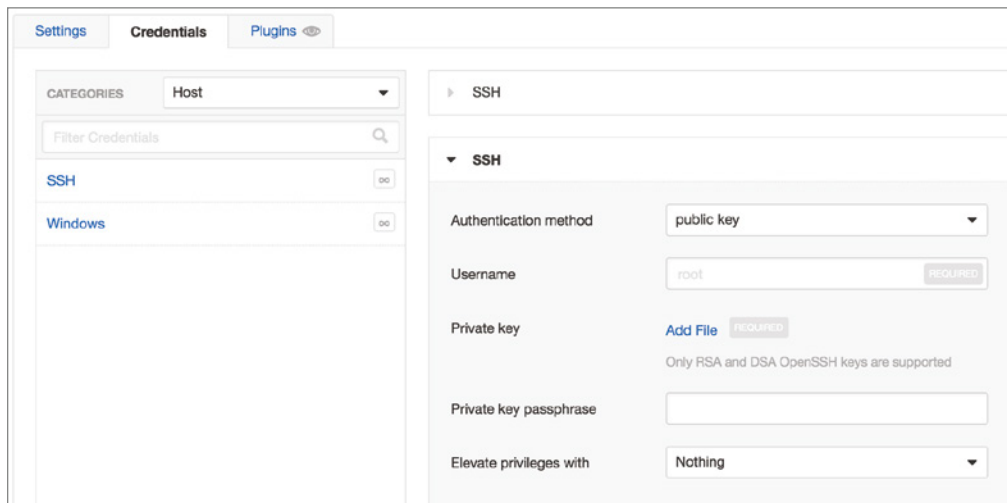 Settings Credentials Plugins
CATEGORIES Host
Filter Credentials
SSH
Windows
SSH
SSH
Authentication method public key
Username root REQUIRED
Private key Add File REQUIRED
Only RSA and DSA OpenSSH keys are supported
Private key passphrase
Elevate privileges with Nothing